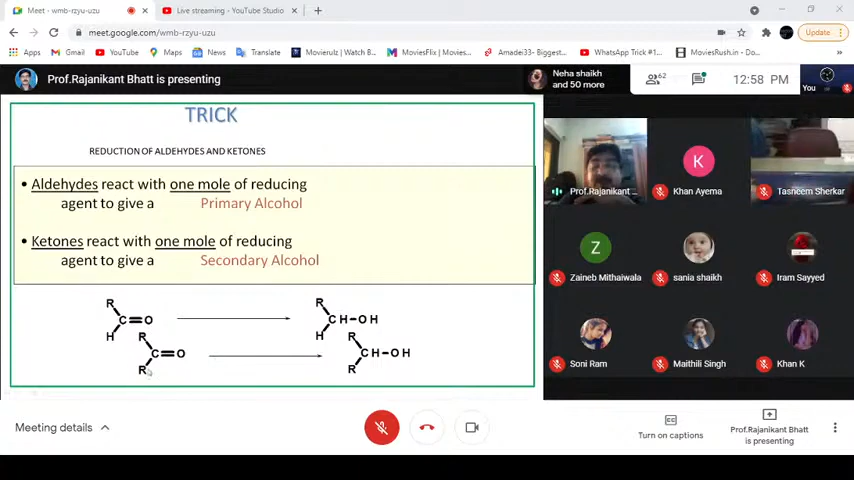 Meet - wmb-rzyu-uzu
Live streaming - YouTube Studio
meet.google.com/wmb-rzyu-uzu
Update
Apps
Gmail
YouTube
Maps
News
Translate
Movierulz | Watch B...
MoviesFlix | Movies...
Amadei33- Biggest...
WhatsApp Trick #1...
MoviesRush.in - Day...
Prof.Rajanikant Bhatt is presenting
Neha shaikh
and 50 more
62
12:58 PM
You
TRICK
REDUCTION OF ALDEHYDES AND KETONES
• Aldehydes react with one mole of reducing
agent to give a Primary Alcohol
• Ketones react with one mole of reducing
agent to give a Secondary Alcohol
R
C=O
H
R
CH-OH
H
R
C=O
R
R
CH-OH
R
Prof.Rajanikant ...
K
Khan Ayema
Tasneem Sherkar
Z
Zaineb Mithaiwala
sania shaikh
Iram Sayyed
Soni Ram
Maithili Singh
Khan K
Meeting details
Turn on captions
Prof.Rajanikant Bhatt
is presenting